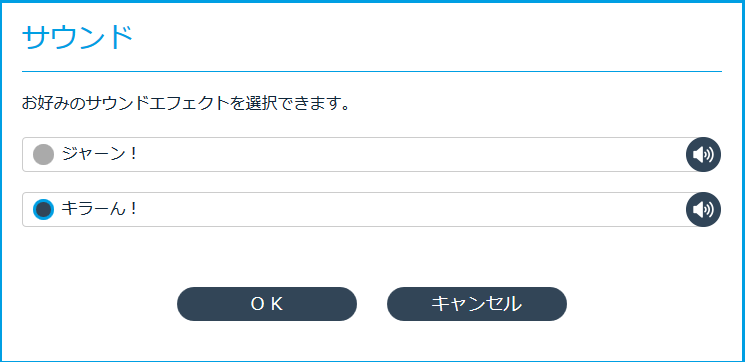 サウンド
お好みのサウンドエフェクトを選択できます。
ジャーン！
キラーん！
ＯＫ
キャンセル